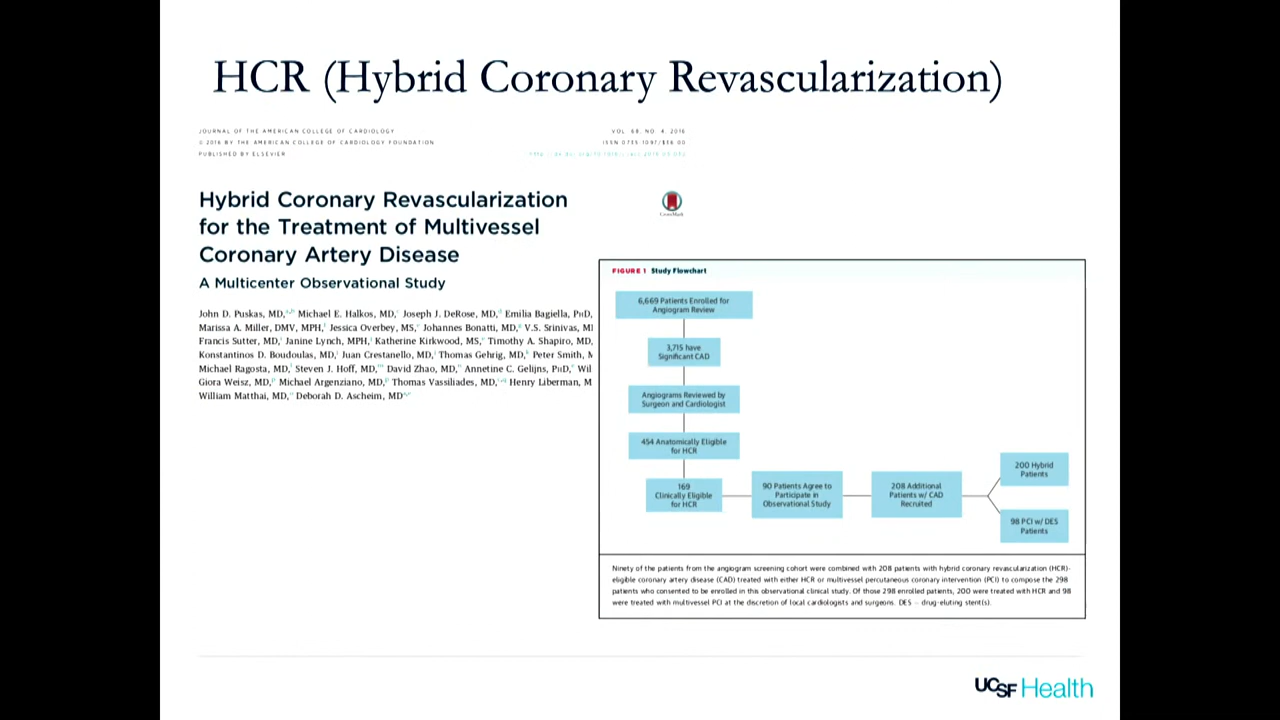 HCR (Hybrid Coronary Revascularization)
JOURNAL OF THE AMERICAN COLLEGE OF CARDIOLOGY
VOL. 68, NO. 4, 2016
© 2016 BY THE AMERICAN COLLEGE OF CARDIOLOGY FOUNDATION
ISSN 0735-1097/$36.00
PUBLISHED BY ELSEVIER
Hybrid Coronary Revascularization
for the Treatment of Multivessel
Coronary Artery Disease
A Multicenter Observational Study
CrossMark
John D. Puskas, MD, Michael E. Halkos, MD, Joseph J. DeRose, MD, Emilia Bagiella, PhD,
Marissa A. Miller, DMV, MPH, Jessica Overbey, MS, Johannes Bonatti, MD, V.S. Srinivas, MD
Francis Sutter, MD, Janine Lynch, MPH, Katherine Kirkwood, MS, Timothy A. Shapiro, MD,
Konstantinos D. Boudoulas, MD, Juan Crestanello, MD, Thomas Gehrig, MD, Peter Smith, M
Michael Ragosta, MD, Steven J. Hoff, MD, David Zhao, MD, Annetine C. Gelijns, PhD, Wil
Giora Weisz, MD, Michael Argenziano, MD, Thomas Vassiliades, MD, Henry Liberman, M
William Matthai, MD, Deborah D. Ascheim, MD
FIGURE 1 Study Flowchart
6,669 Patients Enrolled for
Angiogram Review
3,715 have
Significant CAD
Angiograms Reviewed by
Surgeon and Cardiologist
454 Anatomically Eligible
for HCR
169
Clinically Eligible
for HCR
90 Patients Agree to
Participate in
Observational Study
208 Additional
Patients w/ CAD
Recruited
200 Hybrid
Patients
98 PCI w/ DES
Patients
Ninety of the patients from the angiogram screening cohort were combined with 208 patients with hybrid coronary revascularization (HCR)-
eligible coronary artery disease (CAD) treated with either HCR or multivessel percutaneous coronary intervention (PCI) to compose the 298
patients who consented to be enrolled in this observational clinical study. Of those 298 enrolled patients, 200 were treated with HCR and 98
were treated with multivessel PCI at the discretion of local cardiologists and surgeons. DES = drug-eluting stent(s).
UCSF Health